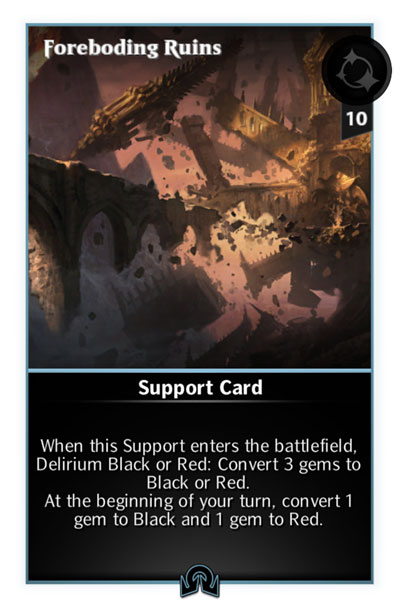 Foreboding Ruins
10
Support Card
When this Support enters the battlefield,
Delirium Black or Red: Convert 3 gems to
Black or Red.
At the beginning of your turn, convert 1
gem to Black and 1 gem to Red.